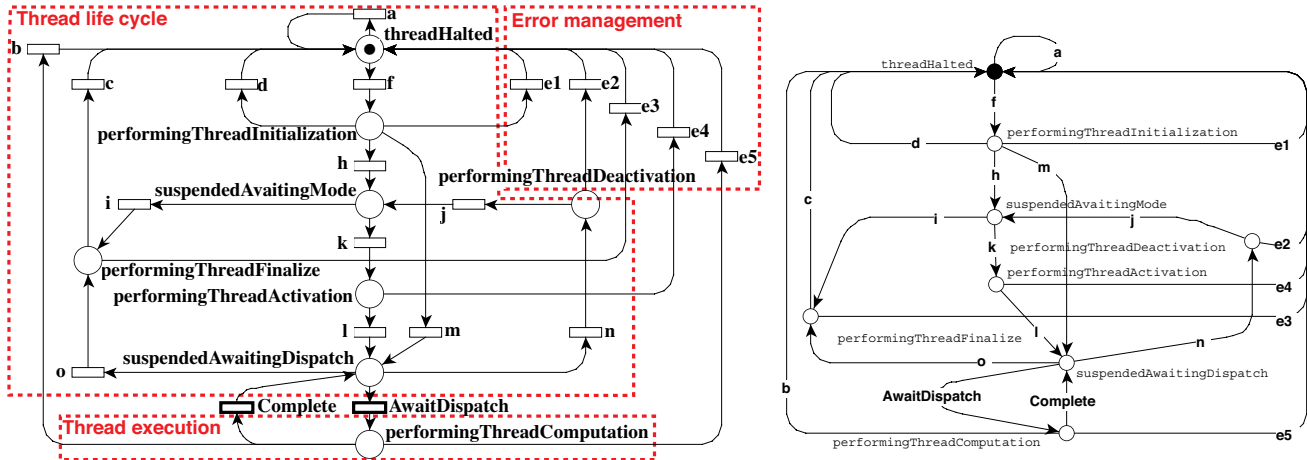 Thread life cycle
a
Error management
b
threadHalted
c
d
f
e1
e2
e3
performingThreadInitialization
e4
h
e5
performingThreadDeactivation
suspendedAvaitingMode
i
j
k
performingThreadFinalize
performingThreadActivation
l
m
n
suspendedAwaitingDispatch
o
Complete
AwaitDispatch
Thread execution
performingThreadComputation
a
threadHalted
f
performingThreadInitialization
d
e1
m
h
c
suspendedAvaitingMode
i
j
k
performingThreadDeactivation
e2
performingThreadActivation
e4
e3
l
performingThreadFinalize
n
o
suspendedAwaitingDispatch
b
AwaitDispatch
Complete
performingThreadComputation
e5